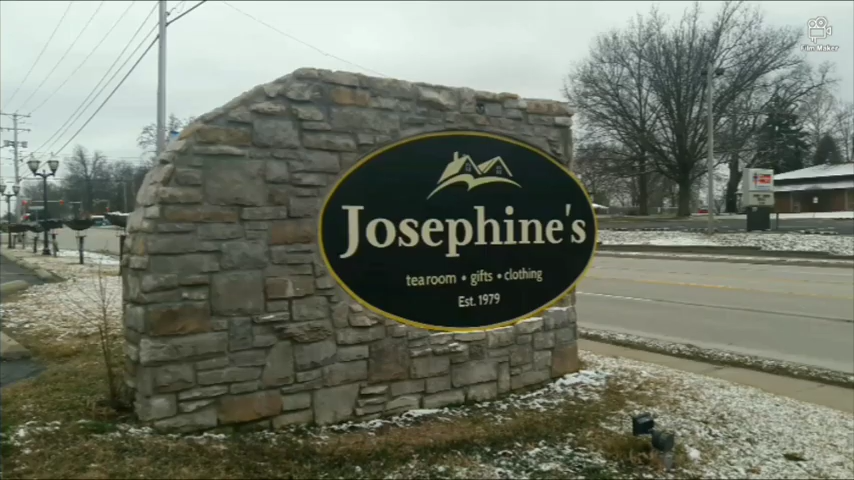 Film Maker
Josephine's
tearoom • gifts • clothing
Est. 1979